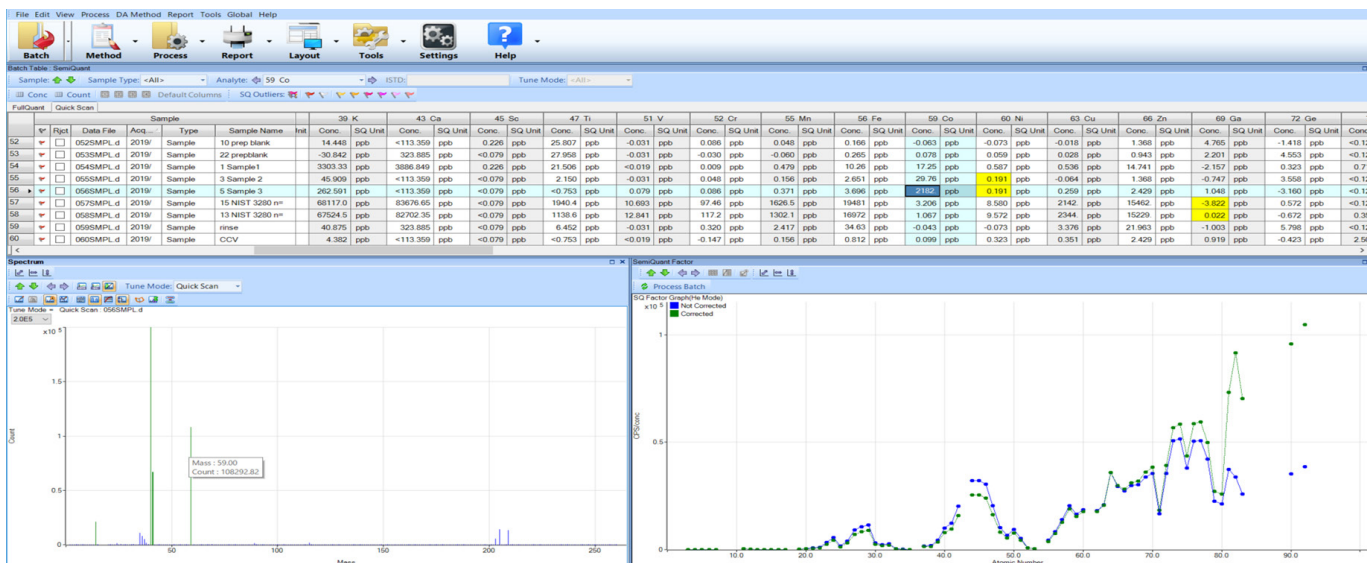 File Edit View Process DA Method Report Tools Global Help
Batch Method Process Report Layout Tools Settings Help
Batch Table : SemiQuant
Sample: Sample Type: <All> Analyte: 59 Co ISTD: Tune Mode: <All>
Conc Count Default Columns SQ Outliers:
FullQuant Quick Scan
Sample 39 K 43 Ca 45 Sc 47 Ti 51 V 52 Cr 55 Mn 56 Fe 59 Co 60 Ni 63 Cu 66 Zn 69 Ga 72 Ge
Rjct Data File Acq... Type Sample Name Conc. SQ Unit Conc. SQ Unit Conc. SQ Unit Conc. SQ Unit Conc. SQ Unit Conc. SQ Unit Conc. SQ Unit Conc. SQ Unit Conc. SQ Unit Conc. SQ Unit Conc. SQ Unit Conc. SQ Unit Conc. SQ Unit Conc. SQ Unit
52 052SMPL.d 2019/ Sample 10 prep blank 14.448 ppb <113.359 ppb 0.226 ppb 25.807 ppb -0.031 ppb 0.086 ppb 0.048 ppb 0.166 ppb -0.063 ppb -0.073 ppb -0.018 ppb 1.368 ppb 4.765 ppb -1.418 ppb
53 053SMPL.d 2019/ Sample 22 prepblank -30.842 ppb 323.885 ppb <0.079 ppb 27.958 ppb -0.031 ppb -0.030 ppb -0.060 ppb 0.265 ppb 0.078 ppb 0.059 ppb 0.028 ppb 0.943 ppb 2.201 ppb 4.553 ppb
54 054SMPL.d 2019/ Sample 1 Sample1 3303.33 ppb 3886.849 ppb 0.226 ppb 21.506 ppb <0.019 ppb 0.009 ppb 0.479 ppb 10.26 ppb 17.25 ppb 0.587 ppb 0.536 ppb 14.741 ppb -2.157 ppb 0.323 ppb
55 055SMPL.d 2019/ Sample 3 Sample 2 45.909 ppb <113.359 ppb <0.079 ppb 2.150 ppb -0.031 ppb 0.048 ppb 0.156 ppb 2.651 ppb 29.76 ppb 0.191 ppb -0.064 ppb 1.368 ppb -0.747 ppb 3.558 ppb
56 056SMPL.d 2019/ Sample 5 Sample 3 262.591 ppb <113.359 ppb <0.079 ppb <0.753 ppb 0.079 ppb 0.086 ppb 0.371 ppb 3.696 ppb 2182. ppb 0.191 ppb 0.259 ppb 2.429 ppb 1.048 ppb -3.160 ppb
57 057SMPL.d 2019/ Sample 15 NIST 3280 n= 68117.0 ppb 83676.65 ppb <0.079 ppb 1940.4 ppb 10.693 ppb 97.46 ppb 1626.5 ppb 19481 ppb 3.206 ppb 8.580 ppb 2142. ppb 15462. ppb -3.822 ppb 0.572 ppb
58 058SMPL.d 2019/ Sample 13 NIST 3280 n= 67524.5 ppb 82702.35 ppb <0.079 ppb 1138.6 ppb 12.841 ppb 117.2 ppb 1302.1 ppb 16972 ppb 1.067 ppb 9.572 ppb 2344. ppb 15229. ppb 0.022 ppb -0.672 ppb
59 059SMPL.d 2019/ Sample rinse 40.875 ppb <113.359 ppb <0.079 ppb 6.452 ppb -0.031 ppb 0.320 ppb 2.417 ppb 34.63 ppb -0.043 ppb -0.073 ppb 3.376 ppb 21.963 ppb -1.003 ppb 5.798 ppb
60 060SMPL.d 2019/ Sample CCV 4.382 ppb <113.359 ppb <0.079 ppb <0.753 ppb <0.019 ppb -0.147 ppb 0.156 ppb 0.812 ppb 0.099 ppb 0.323 ppb 0.351 ppb 2.429 ppb 0.919 ppb -0.423 ppb
Spectrum
Tune Mode: Quick Scan
Tune Mode = Quick Scan : 056SMPL.d
2.0E5
x10 5
1.5
1
0.5
0
Count
Mass : 59.00
Count : 108292.82
50 100 150 200 250
Mass
SemiQuant Factor
Process Batch
SQ Factor Graph(He Mode)
x10 5
Not Corrected
Corrected
1
0.5
0
CPS/conc
10.0 20.0 30.0 40.0 50.0 60.0 70.0 80.0 90.0
Atomic Number